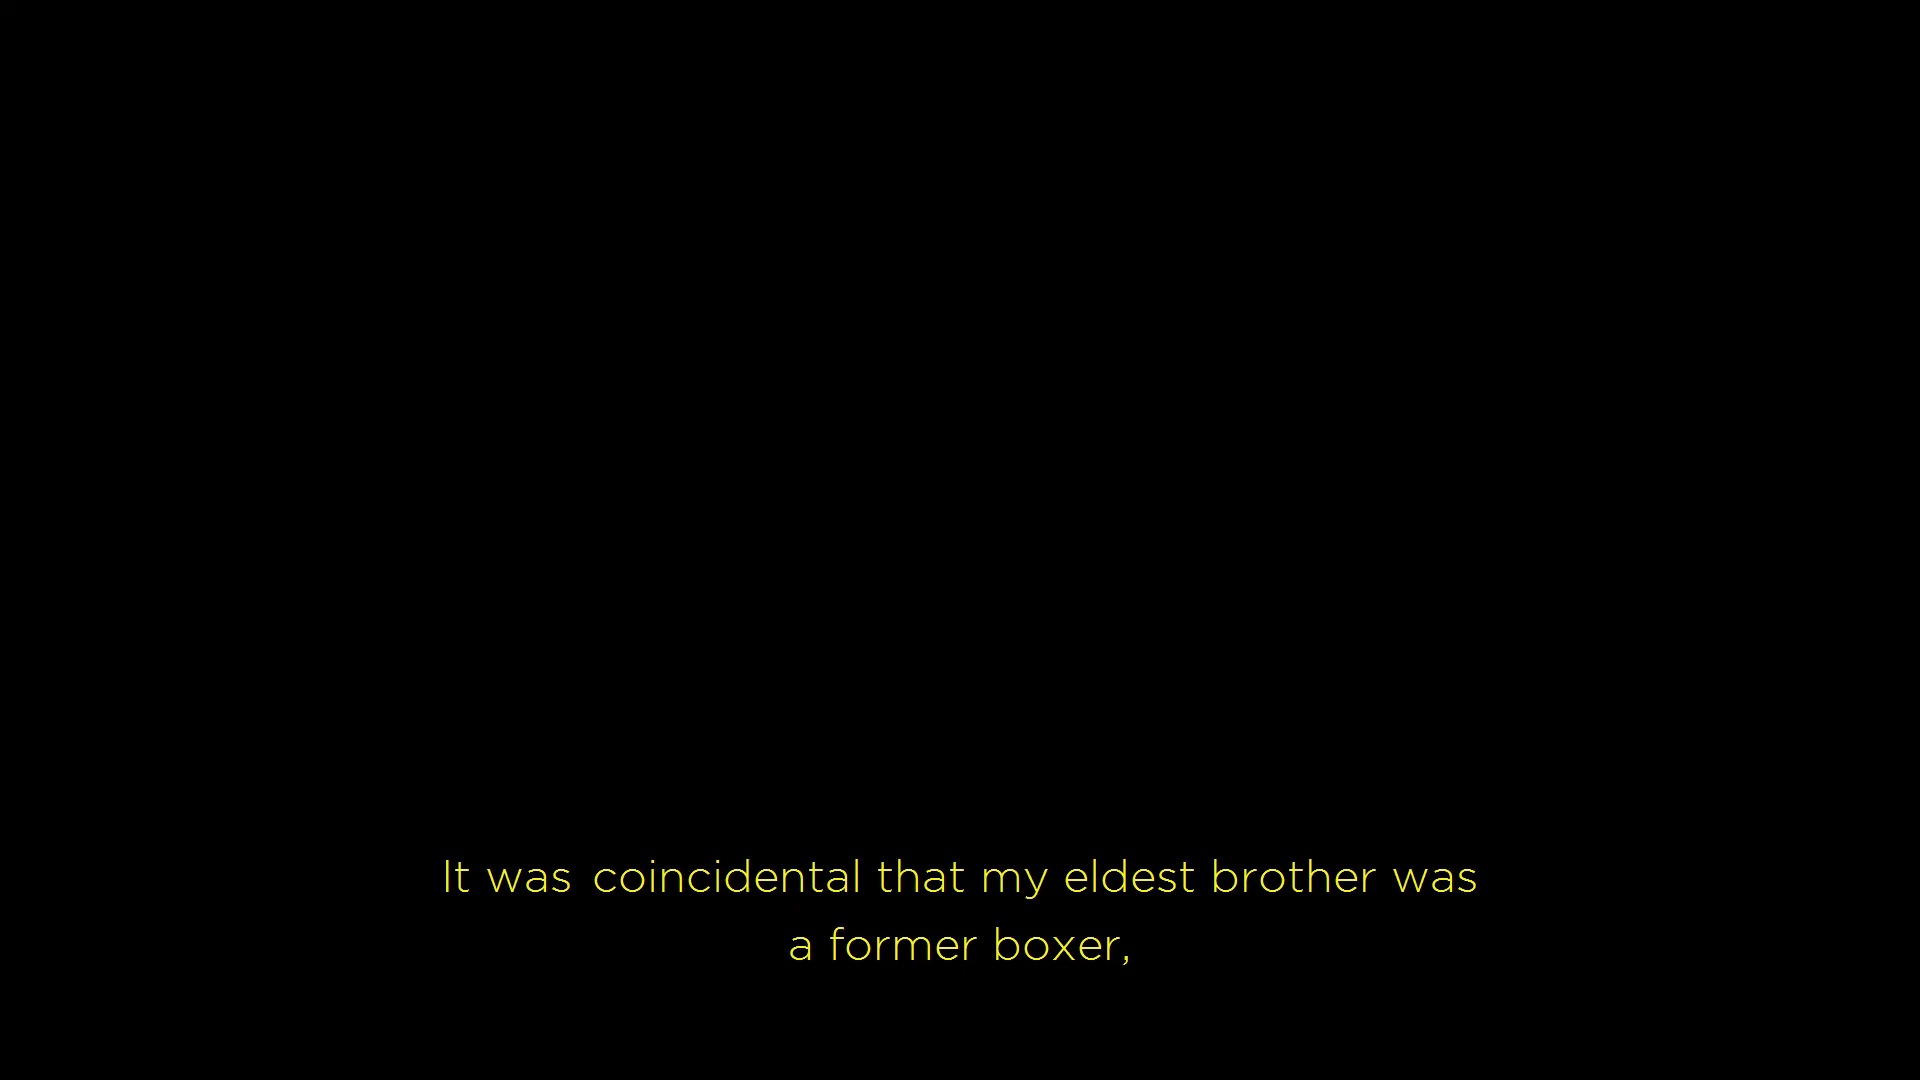 It was coincidental that my eldest brother was
a former boxer,